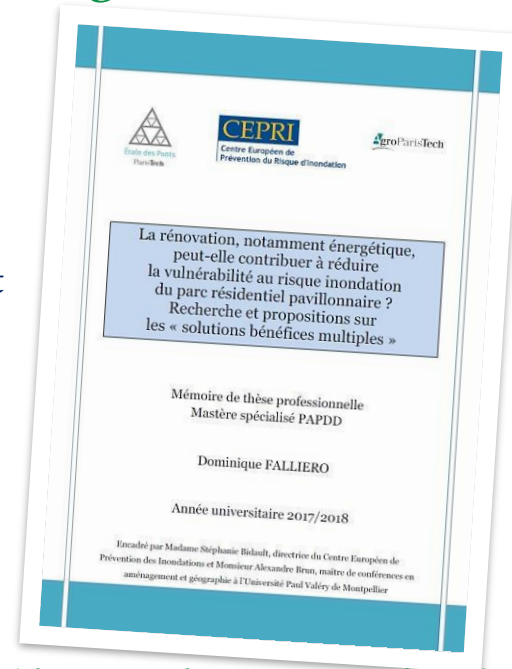 École des Ponts
ParisTech
CEPRI
Centre Européen de
Prévention du Risque d'Inondation
AgroParisTech
La rénovation, notamment énergétique,
peut-elle contribuer à réduire
la vulnérabilité au risque inondation
du parc résidentiel pavillonnaire ?
Recherche et propositions sur
les « solutions bénéfices multiples »
Mémoire de thèse professionnelle
Mastère spécialisé PAPDD
Dominique FALLIERO
Année universitaire 2017/2018
Encadré par Madame Stéphanie Bidault, directrice du Centre Européen de
Prévention des Inondations et Monsieur Alexandre Brun, maître de conférences en
aménagement et géographie à l'Université Paul Valéry de Montpellier